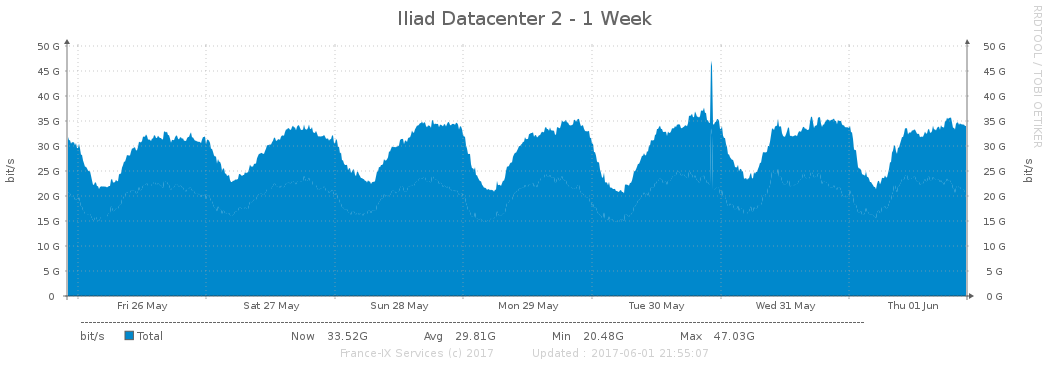 Iliad Datacenter 2 - 1 Week
RRDTOOL / TOBI OETIKER
50 G 50 G
45 G 45 G
40 G 40 G
35 G 35 G
30 G 30 G
25 G 25 G
20 G 20 G
15 G 15 G
10 G 10 G
5 G 5 G
0 0 G
bit/s bit/s
Fri 26 May Sat 27 May Sun 28 May Mon 29 May Tue 30 May Wed 31 May Thu 01 Jun
bit/s Total Now 33.52G Avg 29.81G Min 20.48G Max 47.03G
France-IX Services (c) 2017 Updated : 2017-06-01 21:55:07